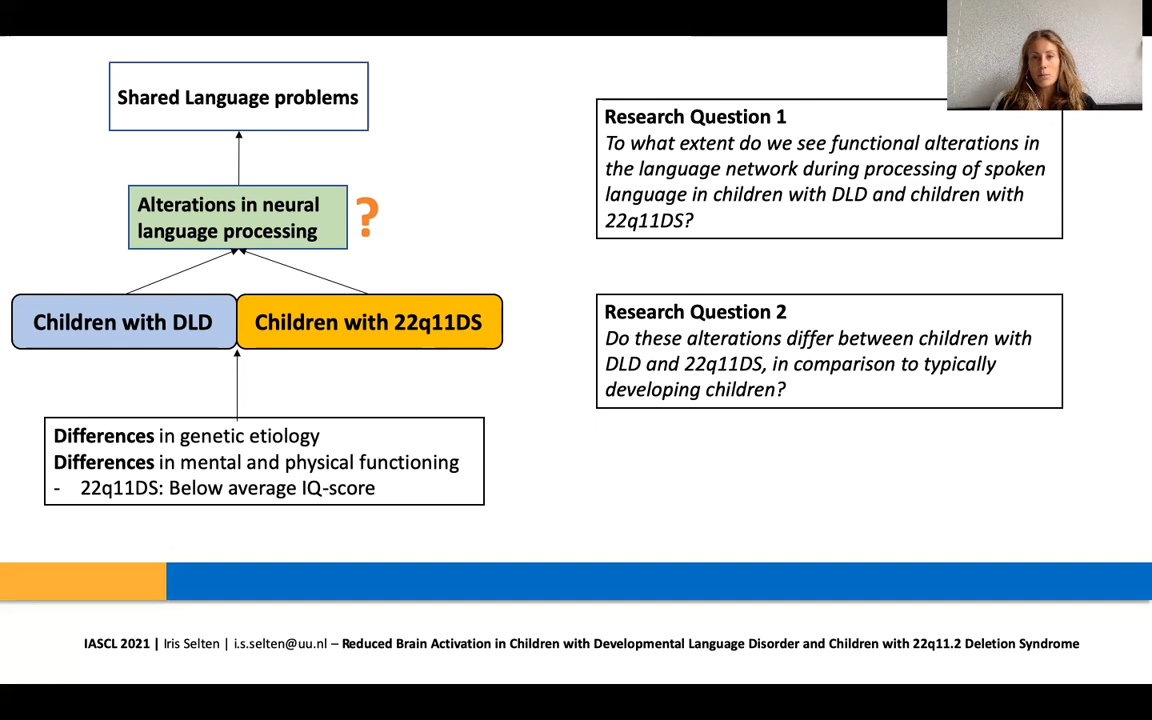 Shared Language problems
Alterations in neural
language processing
?
Children with DLD
Children with 22q11DS
Differences in genetic etiology
Differences in mental and physical functioning
- 22q11DS: Below average IQ-score
Research Question 1
To what extent do we see functional alterations in
the language network during processing of spoken
language in children with DLD and children with
22q11DS?
Research Question 2
Do these alterations differ between children with
DLD and 22q11DS, in comparison to typically
developing children?
IASCL 2021 | Iris Selten | i.s.selten@uu.nl – Reduced Brain Activation in Children with Developmental Language Disorder and Children with 22q11.2 Deletion Syndrome